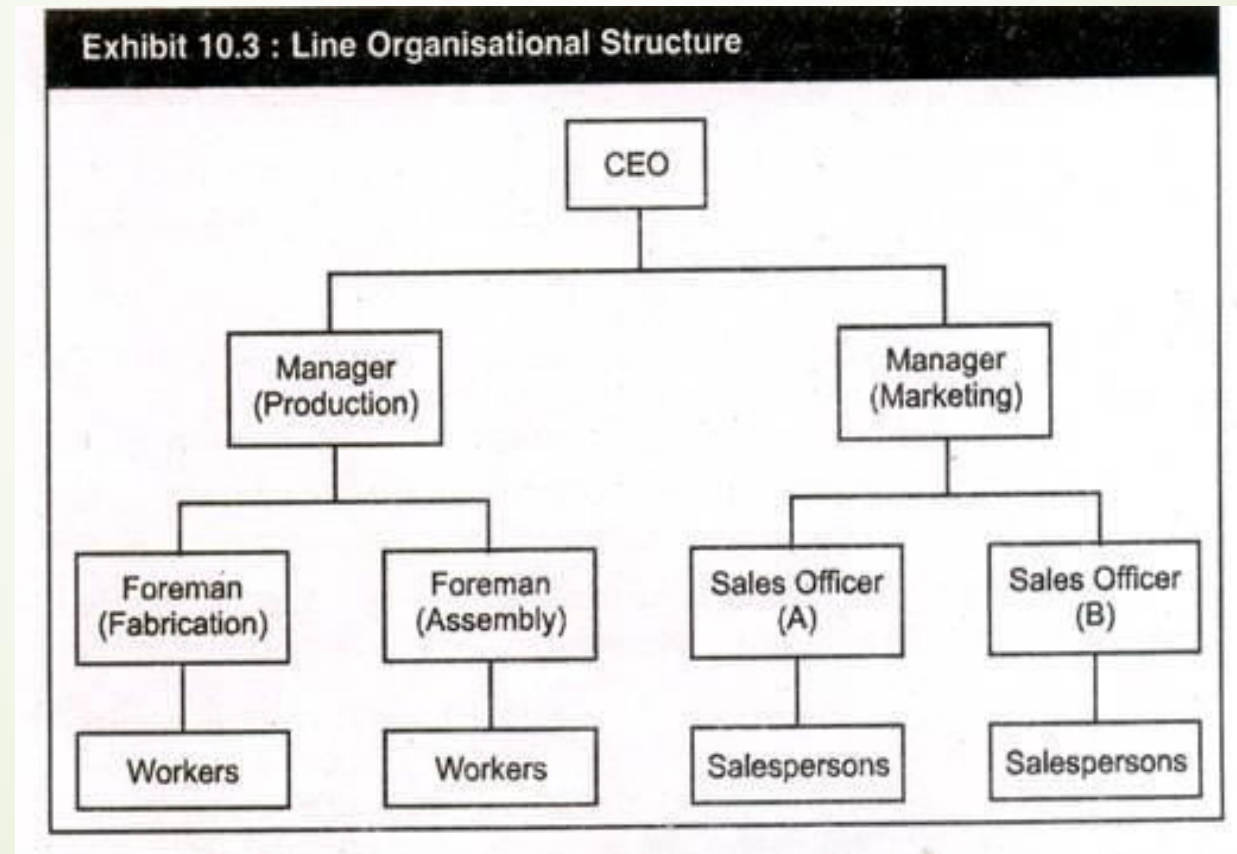 Exhibit 10.3 : Line Organisational Structure
CEO
Manager
(Production)
Manager
(Marketing)
Foreman
(Fabrication)
Foreman
(Assembly)
Sales Officer
(A)
Sales Officer
(B)
Workers
Workers
Salespersons
Salespersons